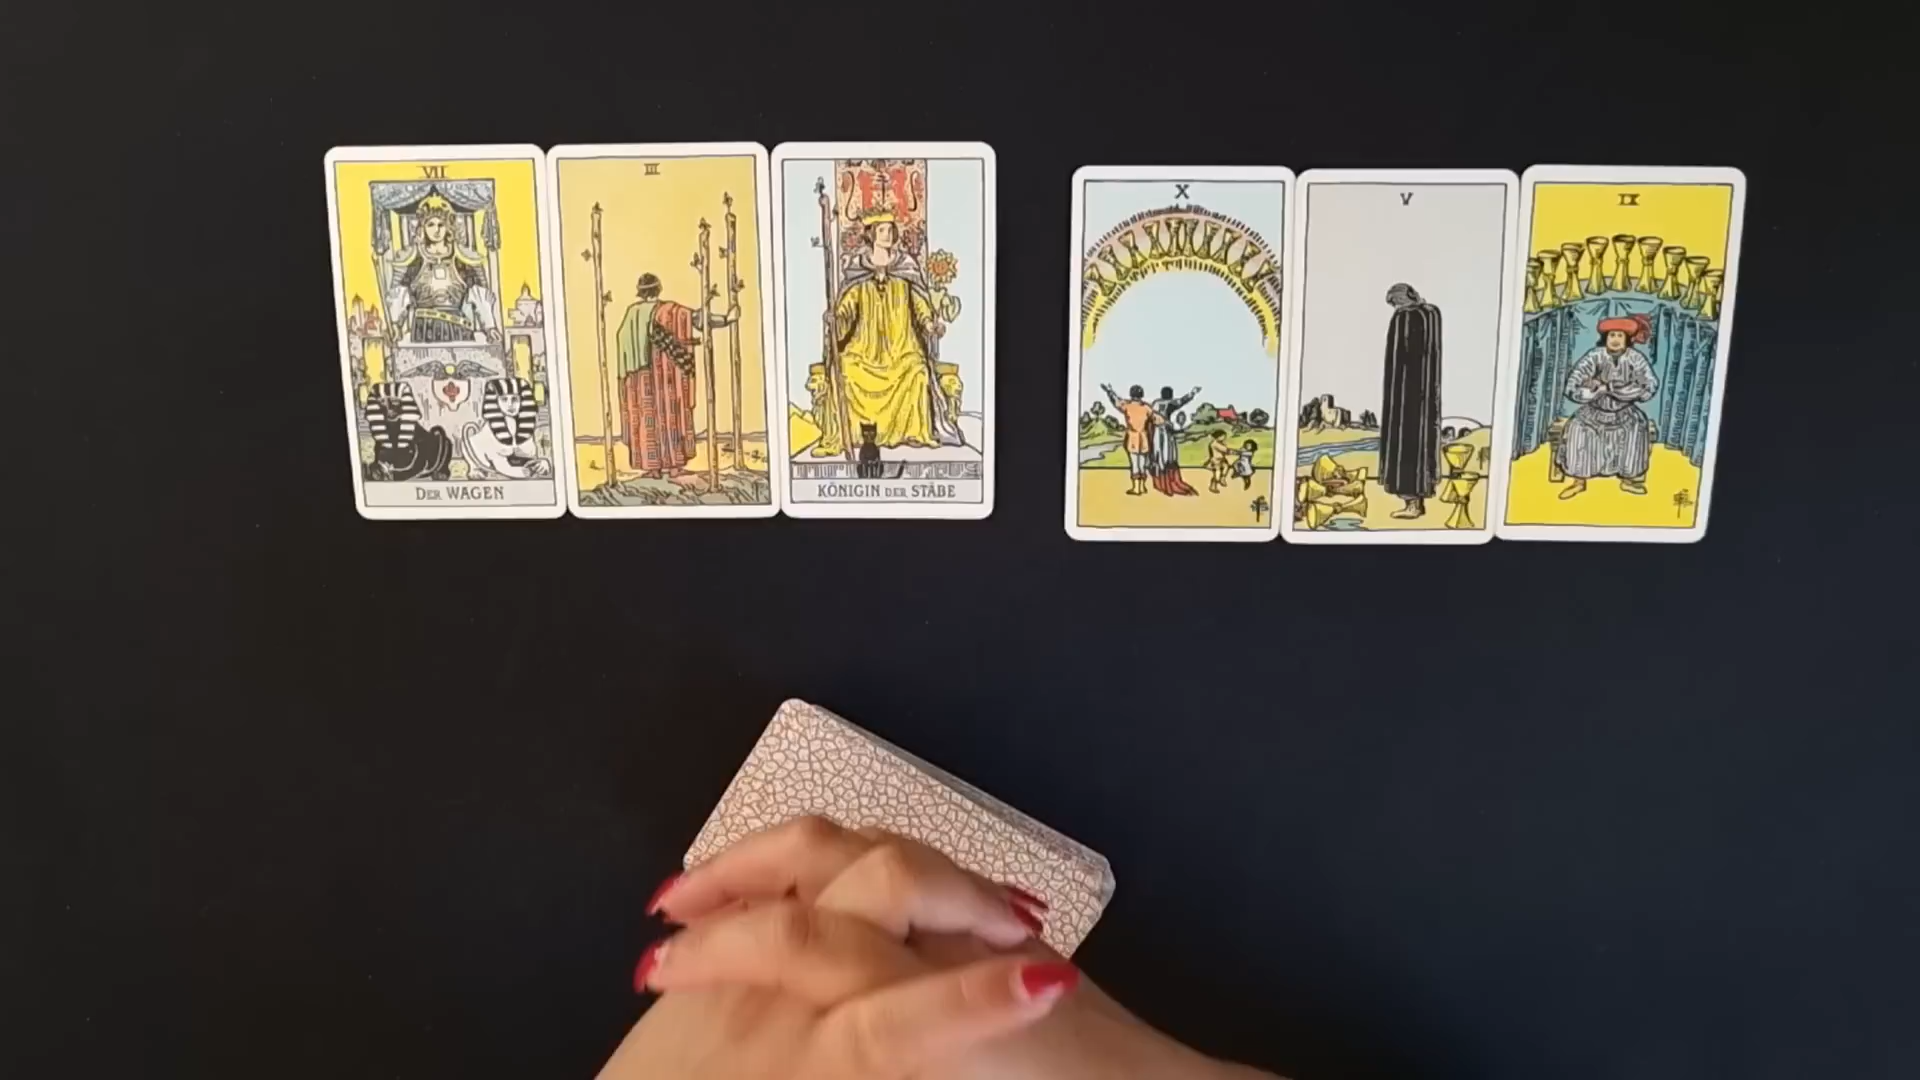 VII
III
X
V
IX
DER WAGEN
KÖNIGIN DER STÄBE